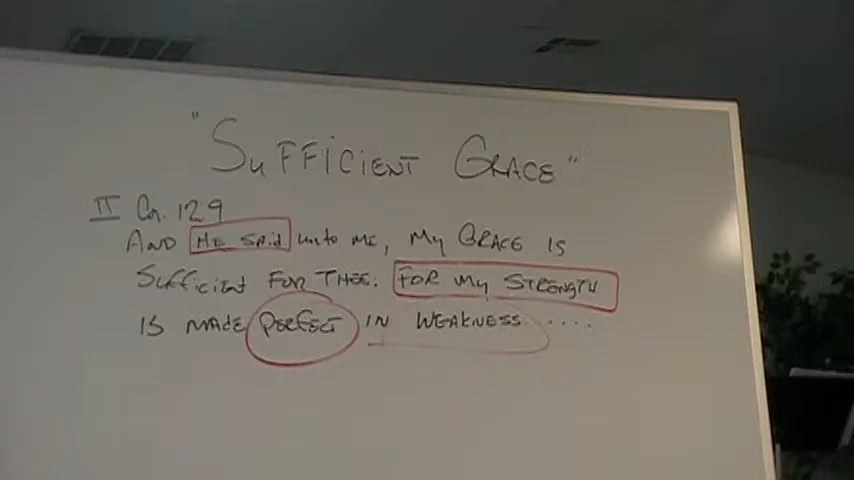 "SUFFICIENT GRACE"
II Cor. 12:9
AND HE SAid unto ME, My GRACE is
SUFFicient FOR THEE: FOR My STRENGTH
IS MADE PERFECT IN WEAKNESS.....